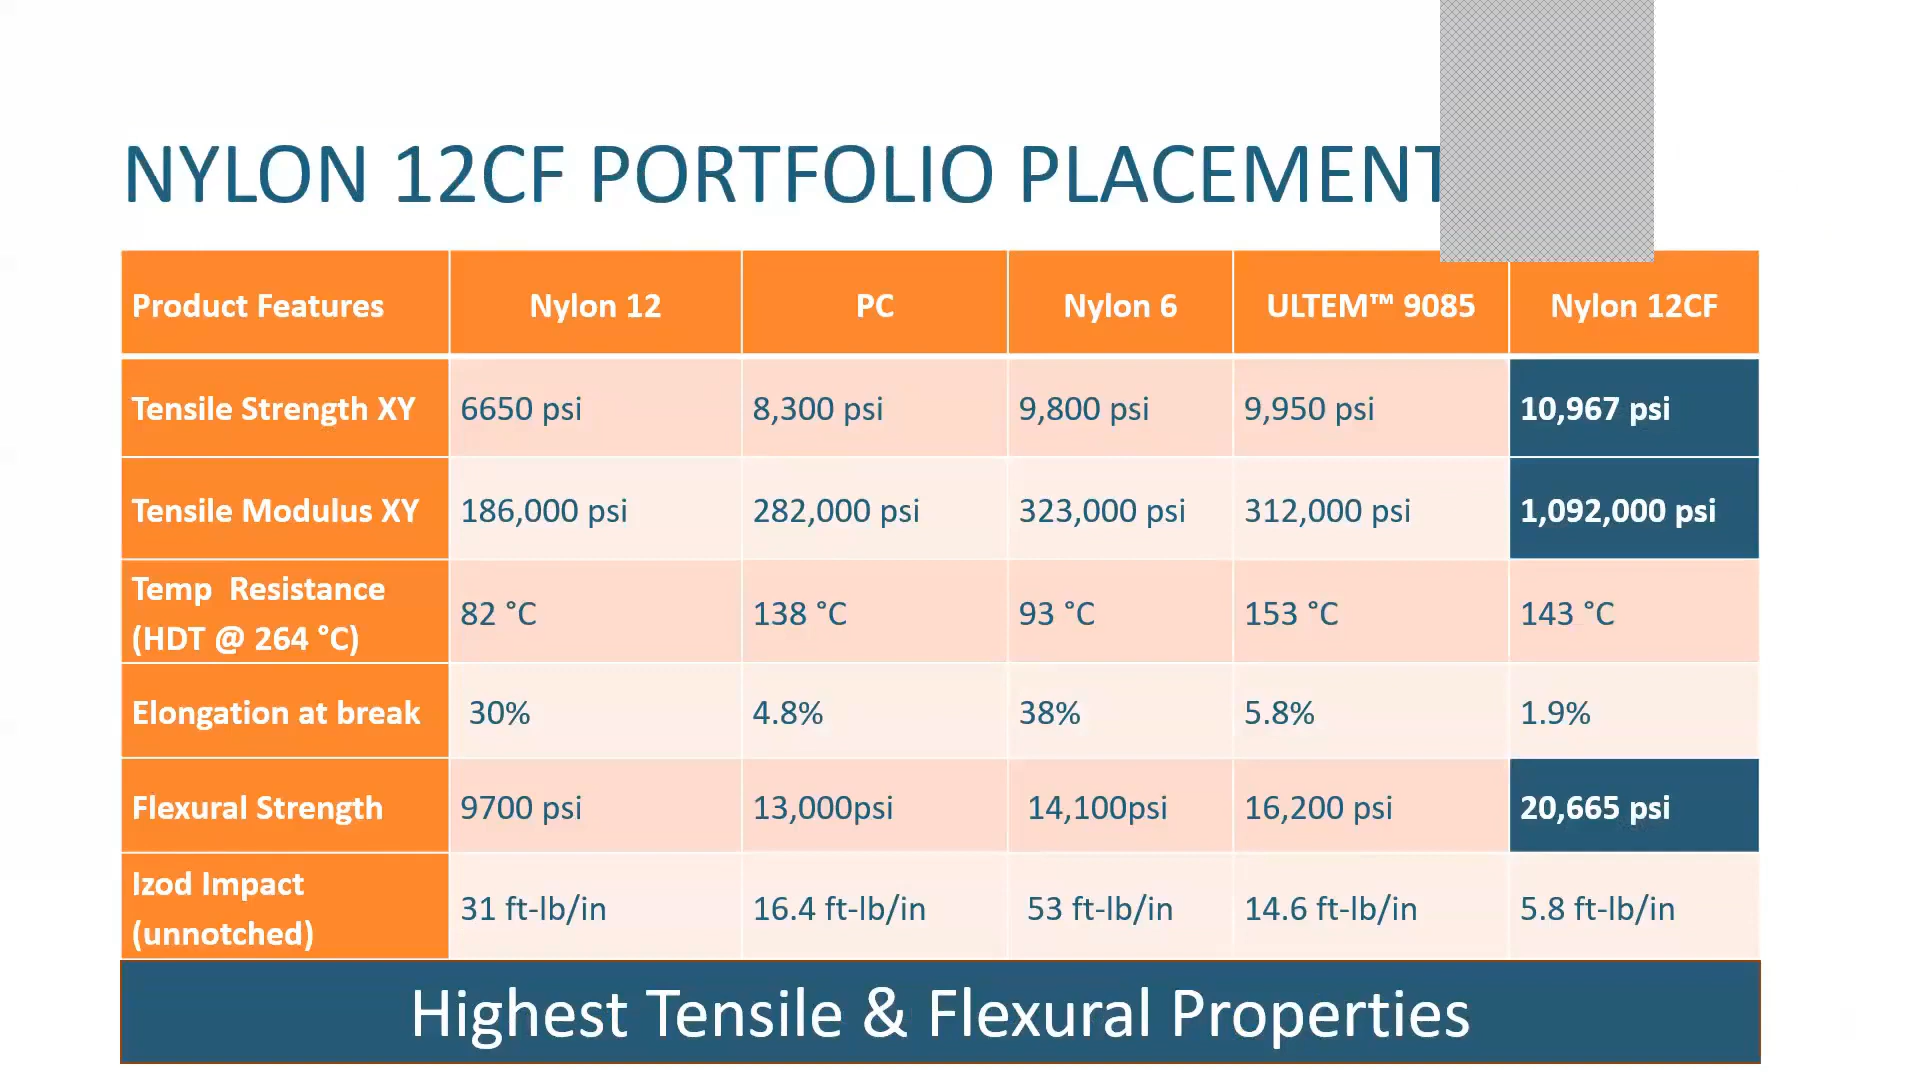 NYLON 12CF PORTFOLIO PLACEMENT
Product Features Nylon 12 PC Nylon 6 ULTEM™ 9085 Nylon 12CF
Tensile Strength XY 6650 psi 8,300 psi 9,800 psi 9,950 psi 10,967 psi
Tensile Modulus XY 186,000 psi 282,000 psi 323,000 psi 312,000 psi 1,092,000 psi
Temp Resistance
(HDT @ 264 °C) 82 °C 138 °C 93 °C 153 °C 143 °C
Elongation at break 30% 4.8% 38% 5.8% 1.9%
Flexural Strength 9700 psi 13,000psi 14,100psi 16,200 psi 20,665 psi
Izod Impact
(unnotched) 31 ft-lb/in 16.4 ft-lb/in 53 ft-lb/in 14.6 ft-lb/in 5.8 ft-lb/in
Highest Tensile & Flexural Properties